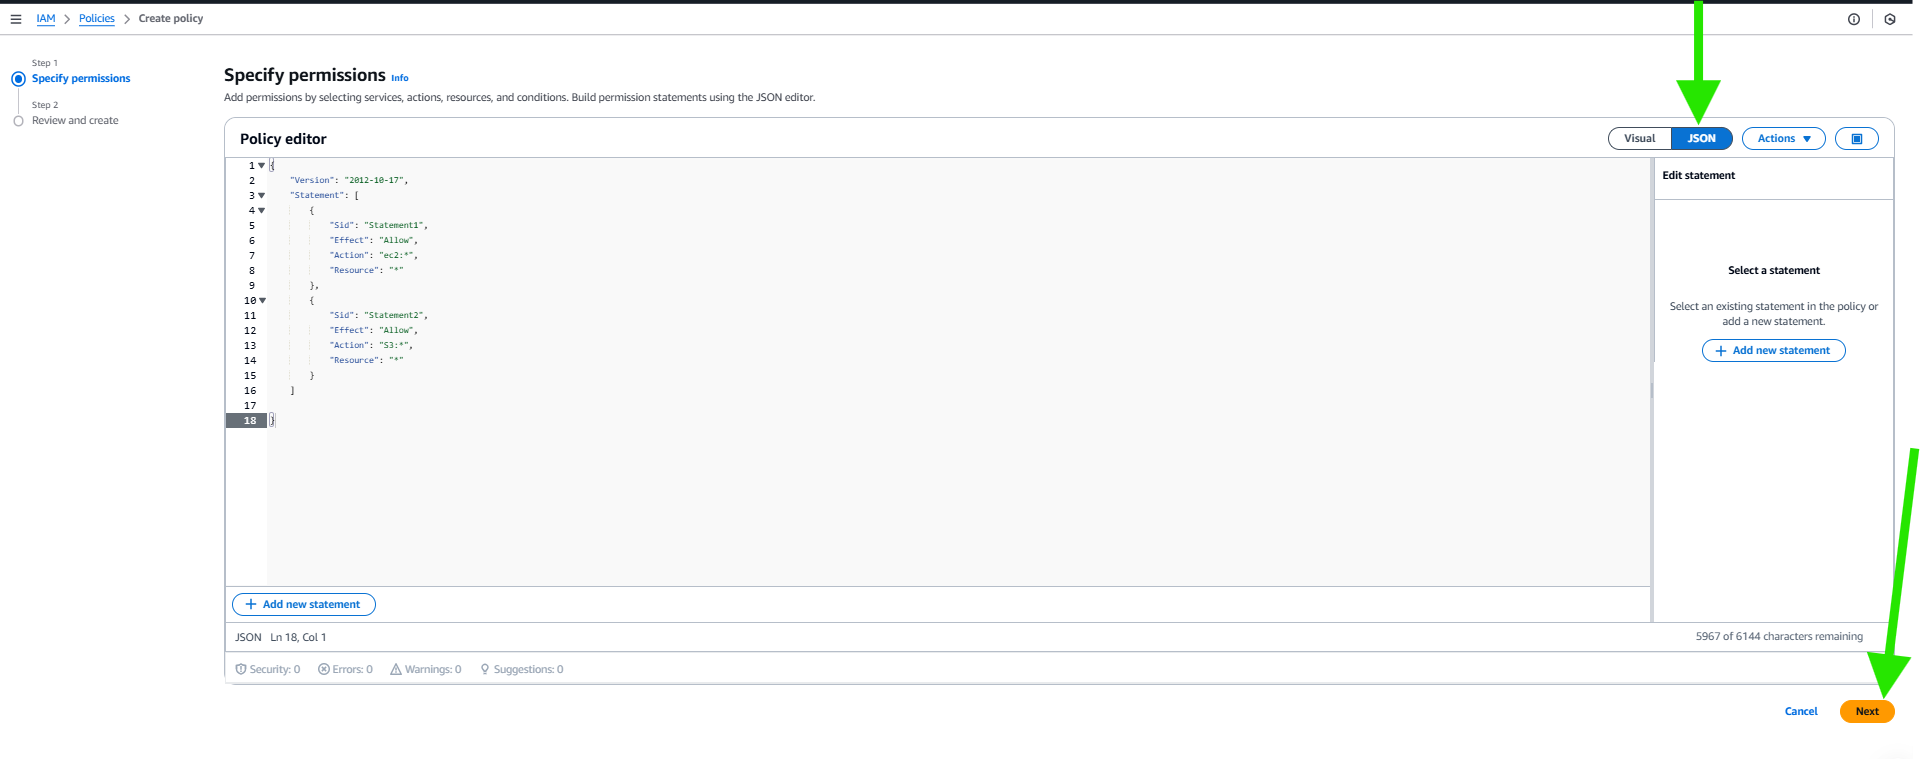 IAM > Policies > Create policy
Step 1
Specify permissions
Step 2
Review and create
Specify permissions Info
Add permissions by selecting services, actions, resources, and conditions. Build permission statements using the JSON editor.
Policy editor
Visual JSON Actions
1 {
2 "Version": "2012-10-17",
3 "Statement": [
4 {
5 "Sid": "Statement1",
6 "Effect": "Allow",
7 "Action": "ec2:*",
8 "Resource": "*"
9 },
10 {
11 "Sid": "Statement2",
12 "Effect": "Allow",
13 "Action": "S3:*",
14 "Resource": "*"
15 }
16 ]
17
18 }
Edit statement
Select a statement
Select an existing statement in the policy or
add a new statement.
+ Add new statement
+ Add new statement
JSON Ln 18, Col 1
5967 of 6144 characters remaining
Security: 0 Errors: 0 Warnings: 0 Suggestions: 0
Cancel Next